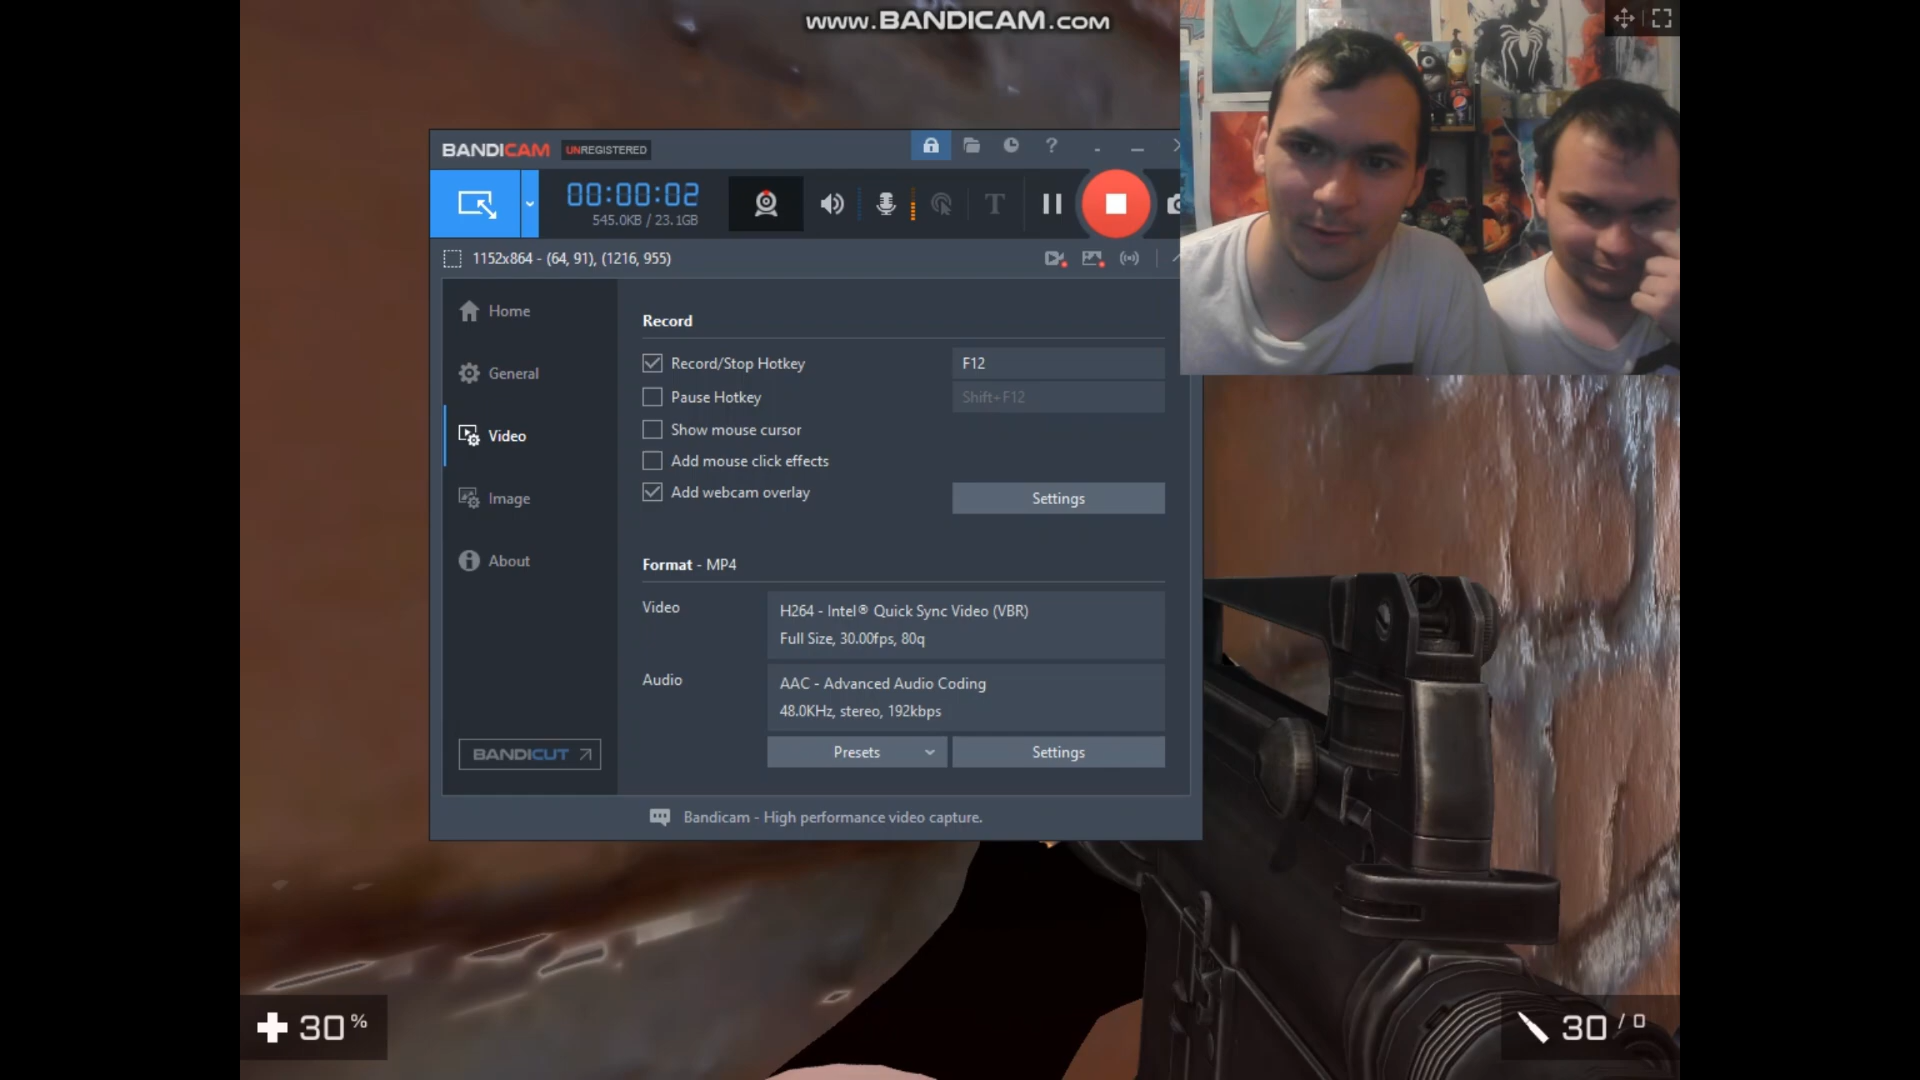 www.BANDICAM.com
BANDICAM UNREGISTERED ?
00:00:02
545.0KB / 23.1GB
T
1152x864 - (64, 91), (1216, 955)
Home
General
Video
Image
About
BANDICUT
Record
Record/Stop Hotkey F12
Pause Hotkey Shift+F12
Show mouse cursor
Add mouse click effects
Add webcam overlay Settings
Format - MP4
Video
H264 - Intel® Quick Sync Video (VBR)
Full Size, 30.00fps, 80q
Audio
AAC - Advanced Audio Coding
48.0KHz, stereo, 192kbps
Presets Settings
Bandicam - High performance video capture.
30%
30 / 0